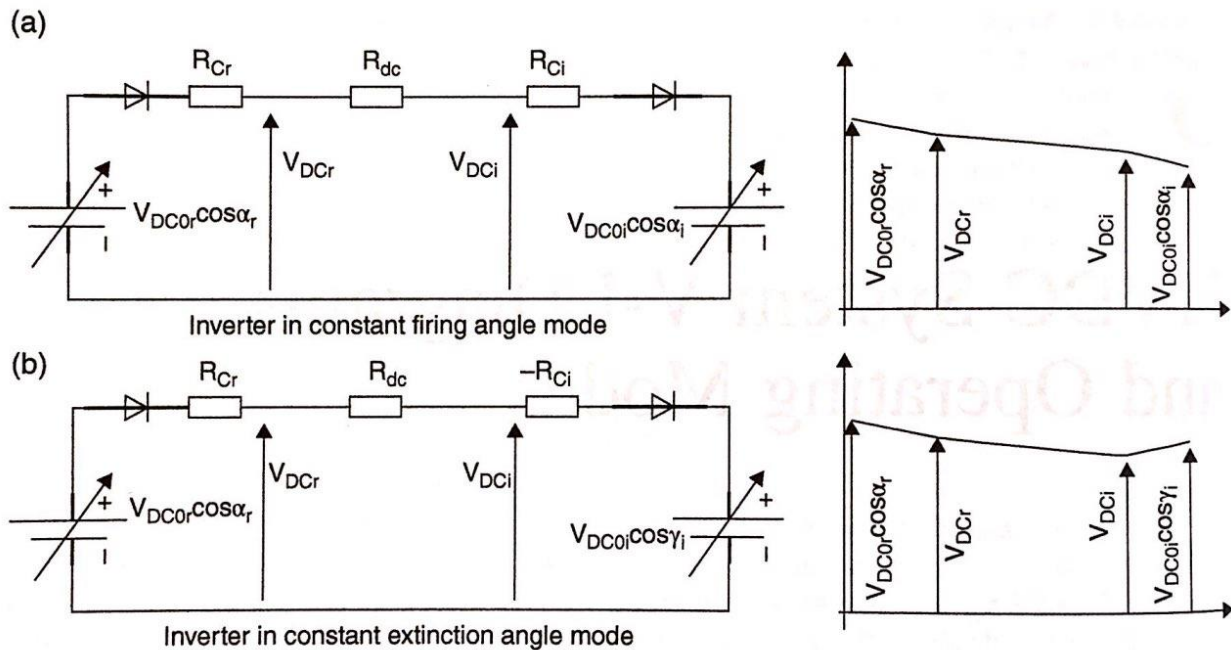 (a)
R_Cr R_dc R_Ci
V_DCr V_DCi
+ +
V_DC0r cosα_r V_DC0i cosα_i
I I
Inverter in constant firing angle mode
V_DC0r cosα_r
V_DCr
V_DCi
V_DC0i cosα_i
(b)
R_Cr R_dc –R_Ci
V_DCr V_DCi
+ +
V_DC0r cosα_r V_DC0i cosγ_i
I I
Inverter in constant extinction angle mode
V_DC0r cosα_r
V_DCr
V_DCi
V_DC0i cosγ_i